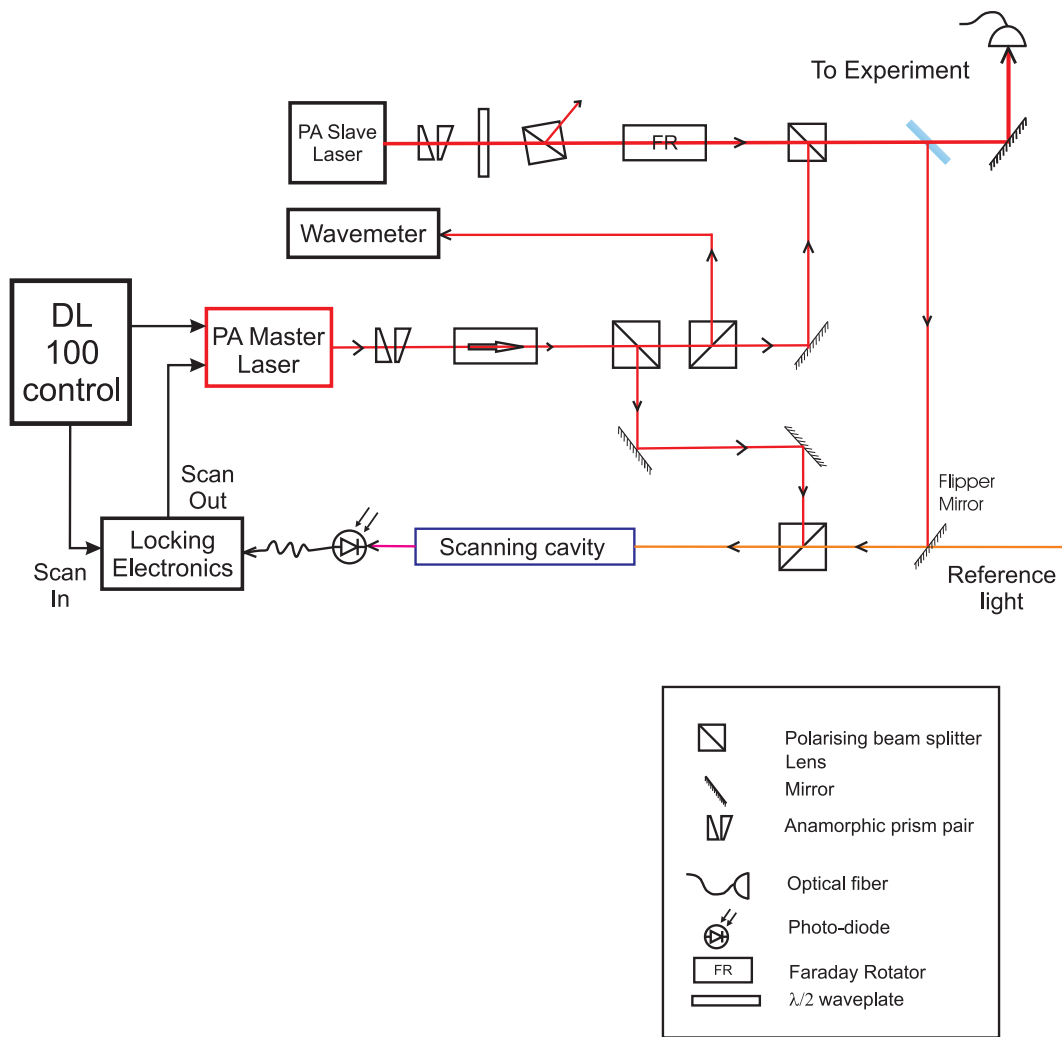 To Experiment
PA Slave
Laser
FR
Wavemeter
DL
100
control
PA Master
Laser
Scan
Out
Flipper
Mirror
Locking
Electronics
Scanning cavity
Scan
In
Reference
light
Polarising beam splitter
Lens
Mirror
Anamorphic prism pair
Optical fiber
Photo-diode
FR
Faraday Rotator
λ/2 waveplate